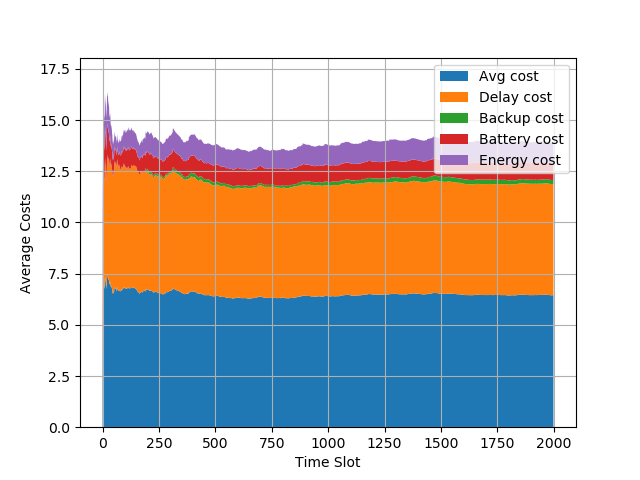 17.5
15.0
12.5
10.0
7.5
5.0
2.5
0.0
Average Costs
Avg cost
Delay cost
Backup cost
Battery cost
Energy cost
0 250 500 750 1000 1250 1500 1750 2000
Time Slot